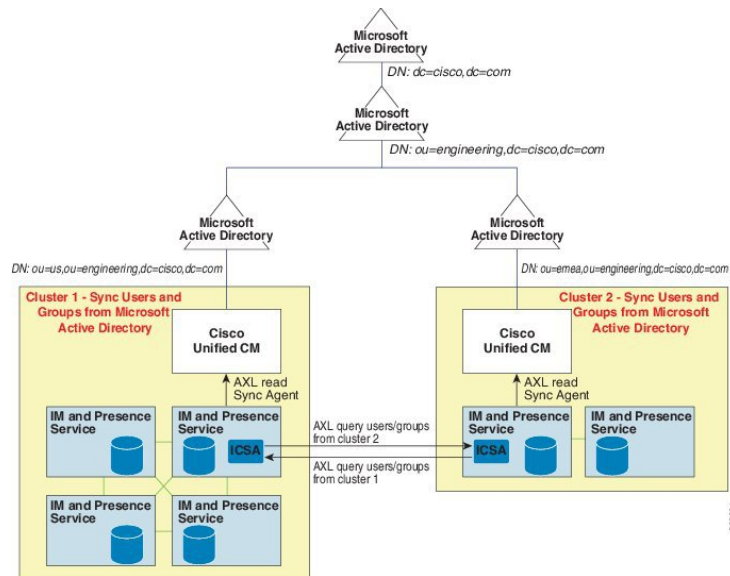 Microsoft
Active Directory
DN: dc=cisco,dc=com
Microsoft
Active Directory
DN: ou=engineering,dc=cisco,dc=com
Microsoft
Active Directory
DN: ou=us,ou=engineering,dc=cisco,dc=com
Microsoft
Active Directory
DN: ou=emea,ou=engineering,dc=cisco,dc=com
Cluster 1 - Sync Users and
Groups from Microsoft
Active Directory
Cisco
Unified CM
AXL read
Sync Agent
IM and Presence
Service
IM and Presence
Service
ICSA
IM and Presence
Service
IM and Presence
Service
AXL query users/groups
from cluster 2
AXL query users/groups
from cluster 1
Cluster 2 - Sync Users and
Groups from Microsoft
Active Directory
Cisco
Unified CM
AXL read
Sync Agent
IM and Presence
Service
ICSA
IM and Presence
Service